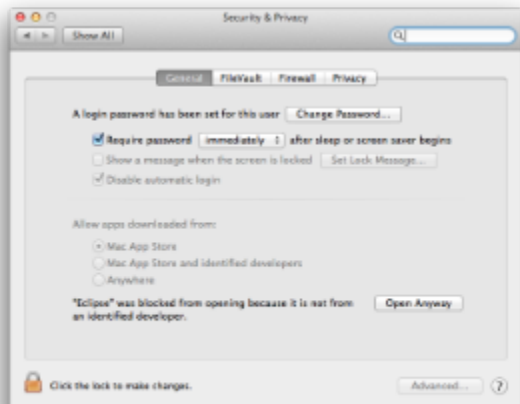 Security & Privacy
Show All
General FileVault Firewall Privacy
A login password has been set for this user Change Password...
Require password immediately after sleep or screen saver begins
Show a message when the screen is locked Set Lock Message...
Disable automatic login
Allow apps downloaded from:
Mac App Store
Mac App Store and identified developers
Anywhere
"Eclipse" was blocked from opening because it is not from Open Anyway
an identified developer.
Click the lock to make changes. Advanced... ?